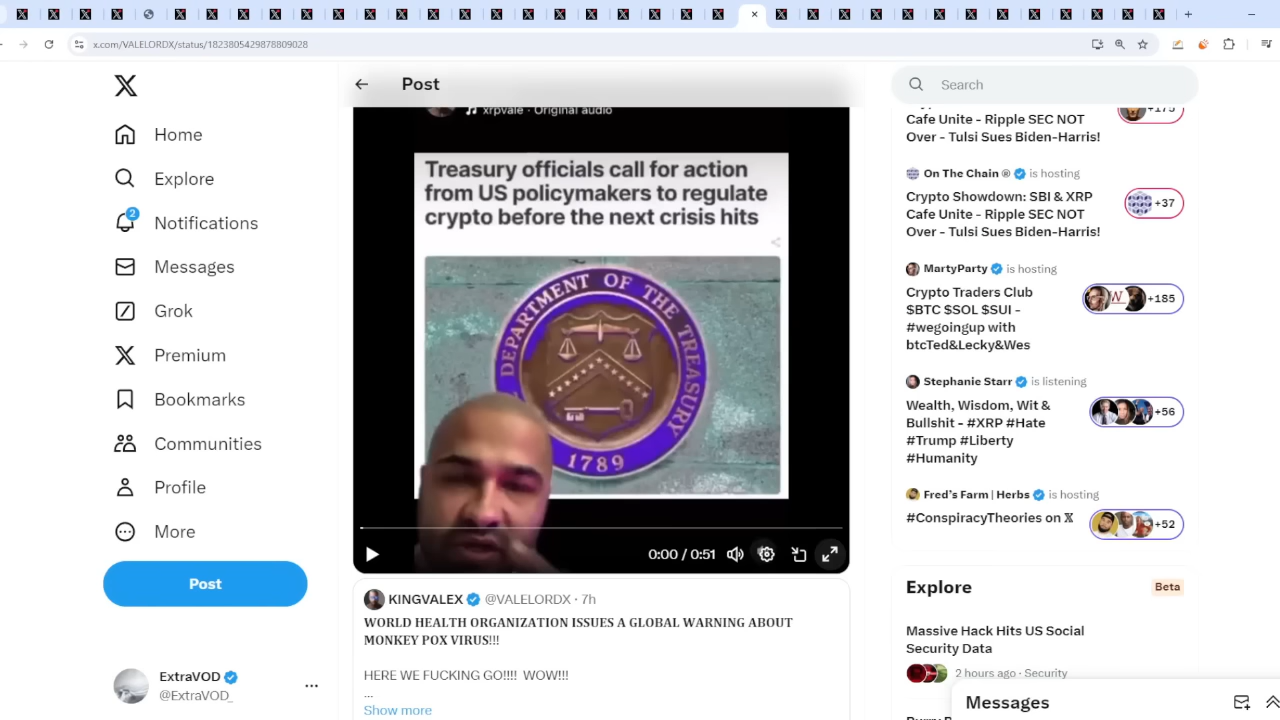 x.com/VALELORDX/status/1823805429878809028
Post
Search
Home
Explore
2
Notifications
Messages
Grok
Premium
Bookmarks
Communities
Profile
More
Post
ExtraVOD
@ExtraVOD_
xrpvale · Original audio
Treasury officials call for action
from US policymakers to regulate
crypto before the next crisis hits
DEPARTMENT OF THE TREASURY
1789
0:00 / 0:51
KINGVALEX @VALELORDX · 7h
WORLD HEALTH ORGANIZATION ISSUES A GLOBAL WARNING ABOUT
MONKEY POX VIRUS!!!
HERE WE FUCKING GO!!!! WOW!!!
...
Show more
+175
Cafe Unite - Ripple SEC NOT
Over - Tulsi Sues Biden-Harris!
On The Chain ® is hosting
Crypto Showdown: SBI & XRP
Cafe Unite - Ripple SEC NOT
Over - Tulsi Sues Biden-Harris!
+37
MartyParty is hosting
Crypto Traders Club
$BTC $SOL $SUI -
#wegoingup with
btcTed&Lecky&Wes
+185
Stephanie Starr is listening
Wealth, Wisdom, Wit &
Bullshit - #XRP #Hate
#Trump #Liberty
#Humanity
+56
Fred's Farm | Herbs is hosting
#ConspiracyTheories on 𝕏
+52
Explore
Beta
Massive Hack Hits US Social
Security Data
2 hours ago · Security
Messages